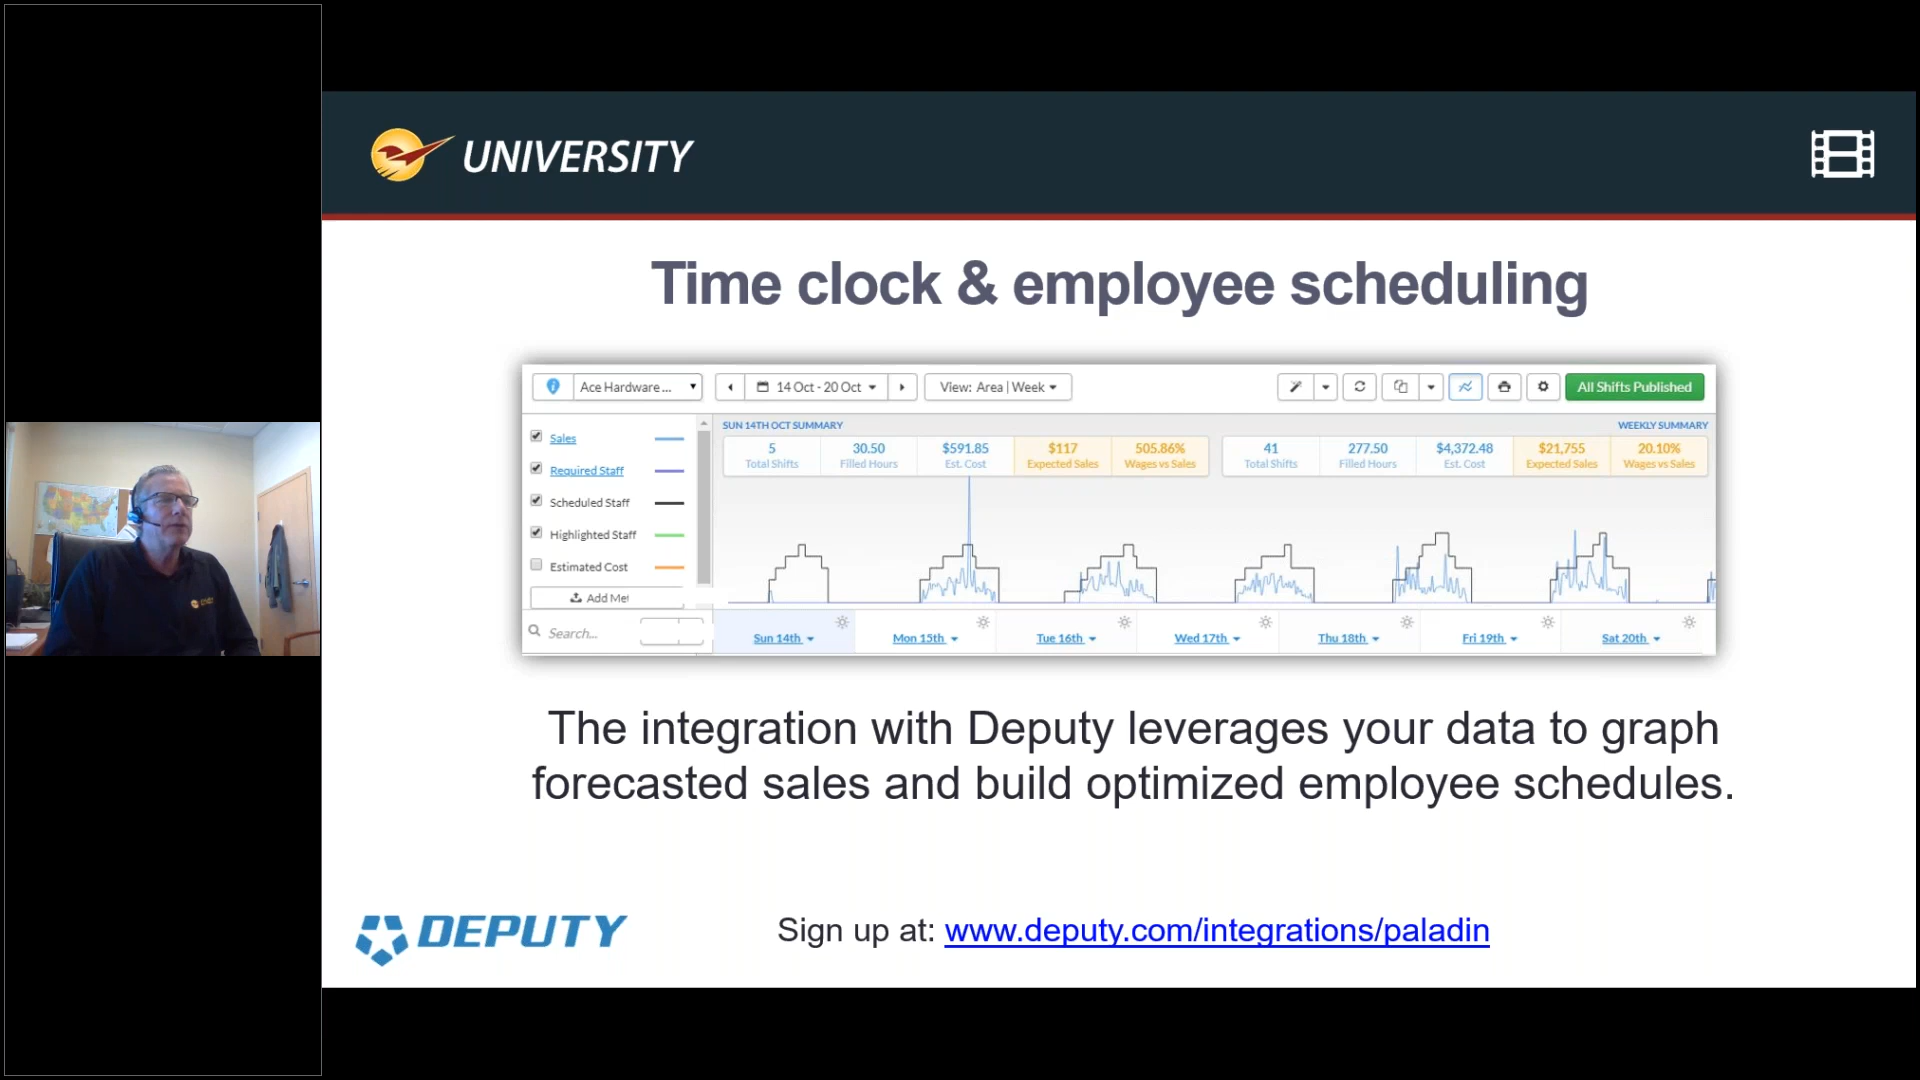 UNIVERSITY
Time clock & employee scheduling
Ace Hardware ...
14 Oct - 20 Oct
View: Area | Week
All Shifts Published
Sales
Required Staff
Scheduled Staff
Highlighted Staff
Estimated Cost
Add Me
Search...
SUN 14TH OCT SUMMARY
5 30.50 $591.85 $117 505.86%
Total Shifts Filled Hours Est. Cost Expected Sales Wages vs Sales
WEEKLY SUMMARY
41 277.50 $4,372.48 $21,755 20.10%
Total Shifts Filled Hours Est. Cost Expected Sales Wages vs Sales
Sun 14th Mon 15th Tue 16th Wed 17th Thu 18th Fri 19th Sat 20th
The integration with Deputy leverages your data to graph
forecasted sales and build optimized employee schedules.
DEPUTY
Sign up at: www.deputy.com/integrations/paladin